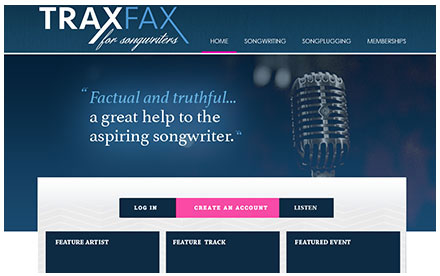 TRAXFAX
for songwriters
HOME SONGWRITING SONGPLUGGING MEMBERSHIPS
“ Factual and truthful...
a great help to the
aspiring songwriter. “
LOG IN CREATE AN ACCOUNT LISTEN
FEATURE ARTIST FEATURE TRACK FEATURED EVENT